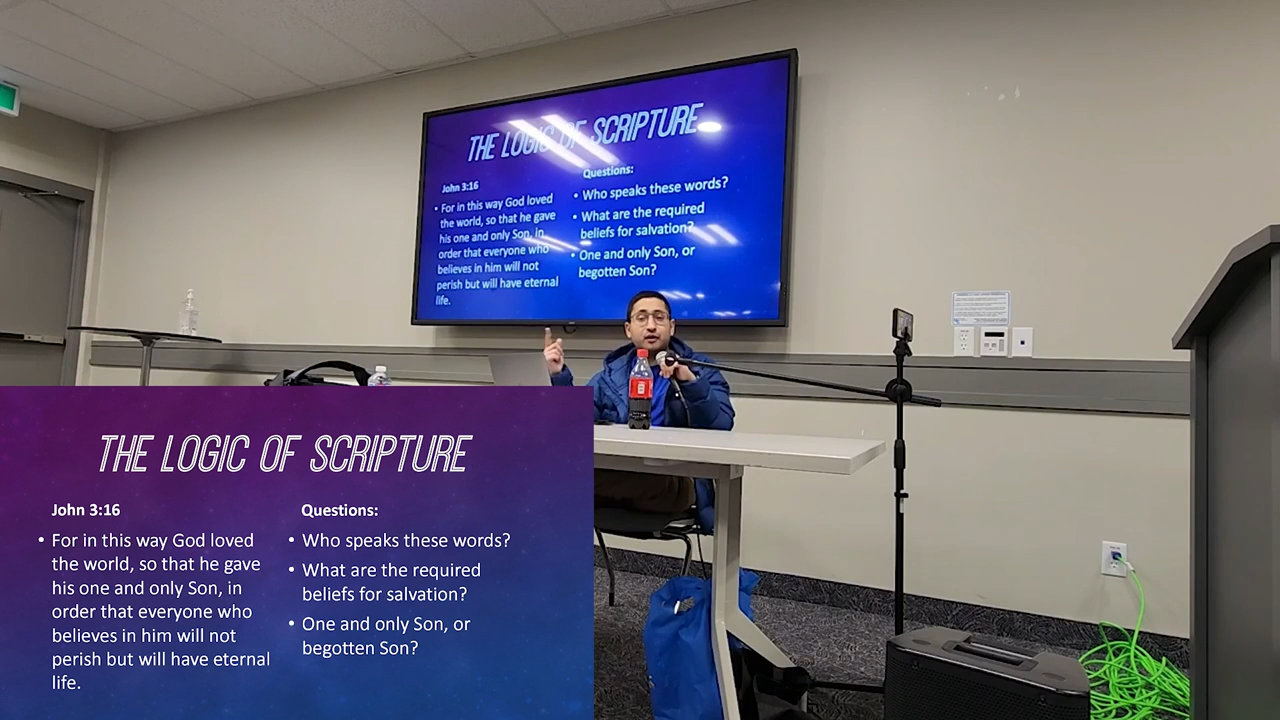 THE LOGIC OF SCRIPTURE
John 3:16
• For in this way God loved
the world, so that he gave
his one and only Son, in
order that everyone who
believes in him will not
perish but will have eternal
life.
Questions:
• Who speaks these words?
• What are the required
beliefs for salvation?
• One and only Son, or
begotten Son?
THE LOGIC OF SCRIPTURE
John 3:16
• For in this way God loved
the world, so that he gave
his one and only Son, in
order that everyone who
believes in him will not
perish but will have eternal
life.
Questions:
• Who speaks these words?
• What are the required
beliefs for salvation?
• One and only Son, or
begotten Son?